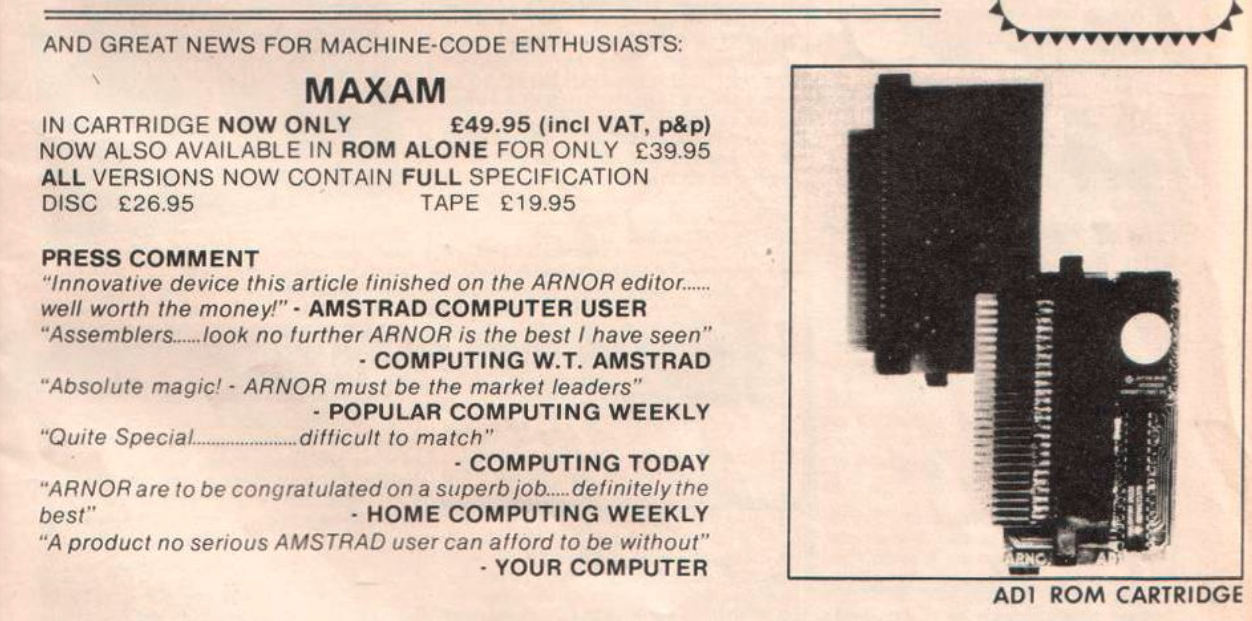 AND GREAT NEWS FOR MACHINE-CODE ENTHUSIASTS:
MAXAM
IN CARTRIDGE NOW ONLY £49.95 (incl VAT, p&p)
NOW ALSO AVAILABLE IN ROM ALONE FOR ONLY £39.95
ALL VERSIONS NOW CONTAIN FULL SPECIFICATION
DISC £26.95 TAPE £19.95
PRESS COMMENT
"Innovative device this article finished on the ARNOR editor......
well worth the money!" - AMSTRAD COMPUTER USER
"Assemblers......look no further ARNOR is the best I have seen"
- COMPUTING W.T. AMSTRAD
"Absolute magic! - ARNOR must be the market leaders"
- POPULAR COMPUTING WEEKLY
"Quite Special.....................difficult to match"
- COMPUTING TODAY
"ARNOR are to be congratulated on a superb job.....definitely the
best" - HOME COMPUTING WEEKLY
"A product no serious AMSTRAD user can afford to be without"
- YOUR COMPUTER
AD1 ROM CARTRIDGE